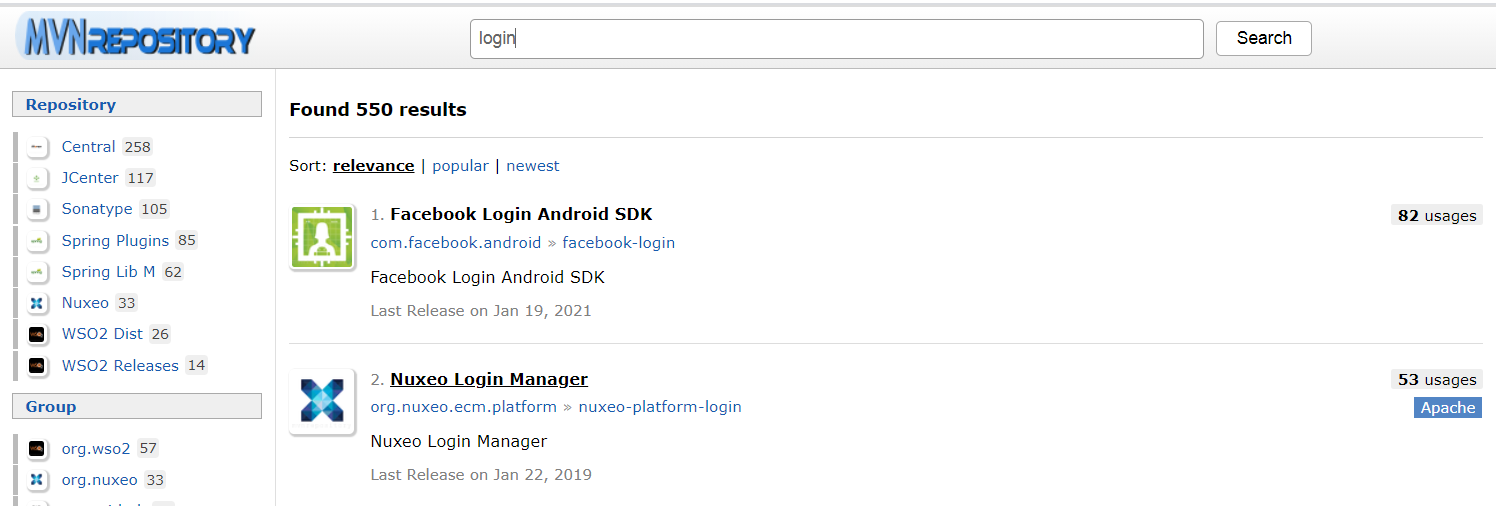 MVNREPOSITORY
login
Search
Repository
Central 258
JCenter 117
Sonatype 105
Spring Plugins 85
Spring Lib M 62
Nuxeo 33
WSO2 Dist 26
WSO2 Releases 14
Group
org.wso2 57
org.nuxeo 33
Found 550 results
Sort: relevance | popular | newest
1. Facebook Login Android SDK
82 usages
com.facebook.android » facebook-login
Facebook Login Android SDK
Last Release on Jan 19, 2021
2. Nuxeo Login Manager
53 usages
org.nuxeo.ecm.platform » nuxeo-platform-login
Apache
Nuxeo Login Manager
Last Release on Jan 22, 2019